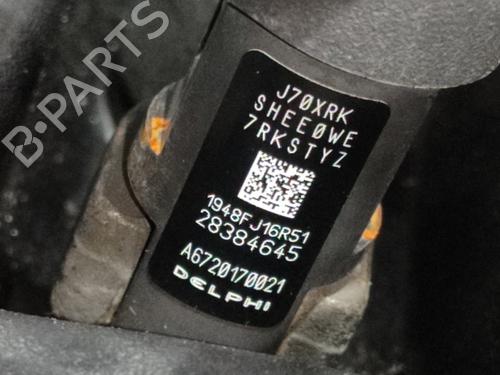 B-PARTS
J70XRK
SHEE0WE
7RKSTYZ
1948FJ16R51
28384645
A6720170021
DELPHI